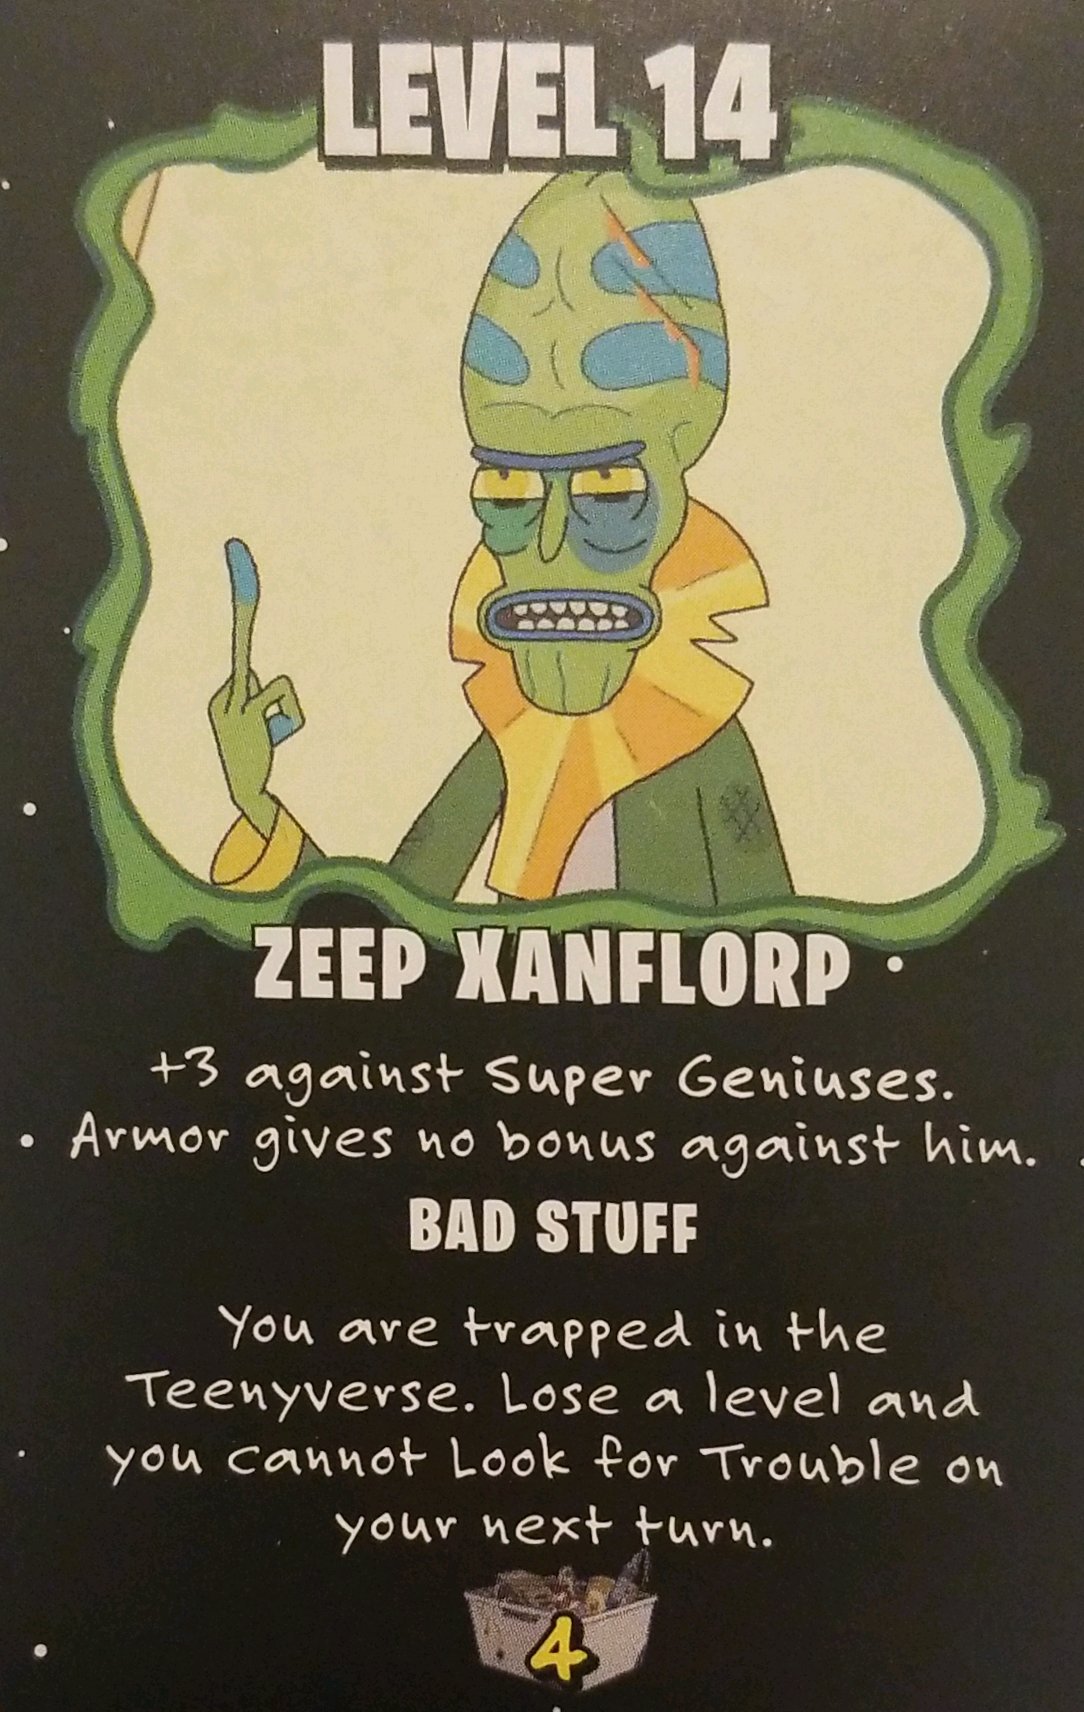 LEVEL 14
ZEEP XANFLORP
+3 against Super Geniuses.
Armor gives no bonus against him.
BAD STUFF
You are trapped in the
Teenyverse. Lose a level and
you cannot Look for Trouble on
your next turn.
4